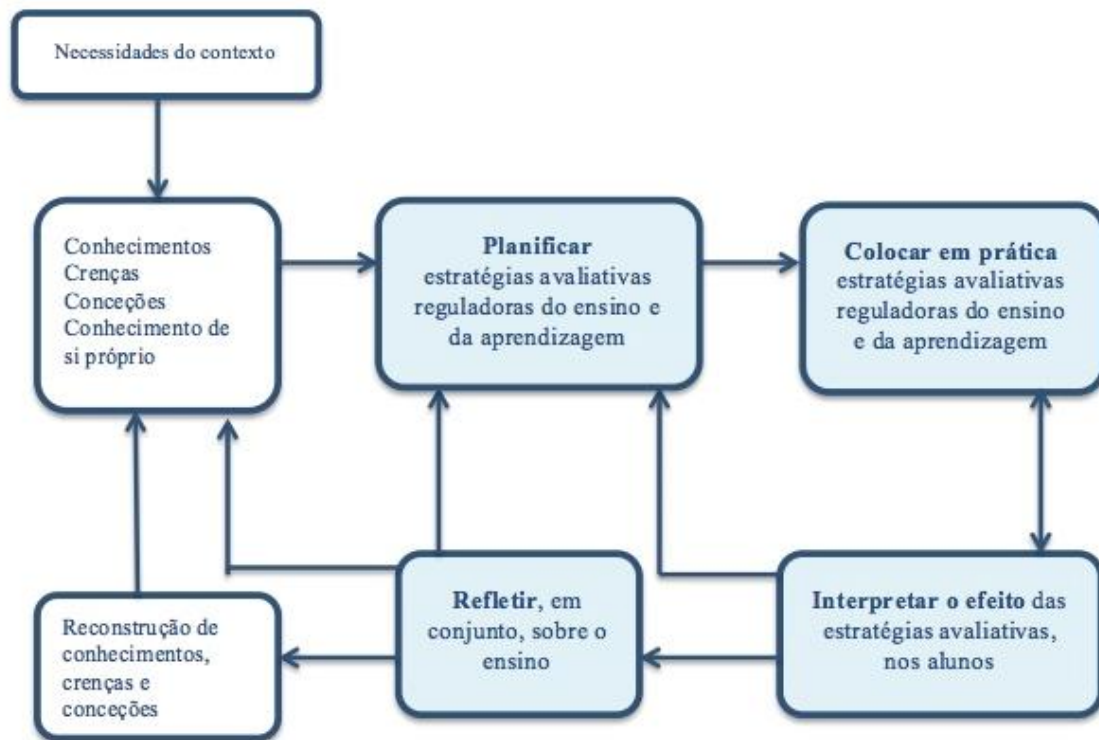 Necessidades do contexto
Conhecimentos
Crenças
Conceções
Conhecimento de
si próprio
Planificar
estratégias avaliativas
reguladoras do ensino e
da aprendizagem
Colocar em prática
estratégias avaliativas
reguladoras do ensino
e da aprendizagem
Reconstrução de
conhecimentos,
crenças e
conceções
Refletir, em
conjunto, sobre o
ensino
Interpretar o efeito das
estratégias avaliativas,
nos alunos